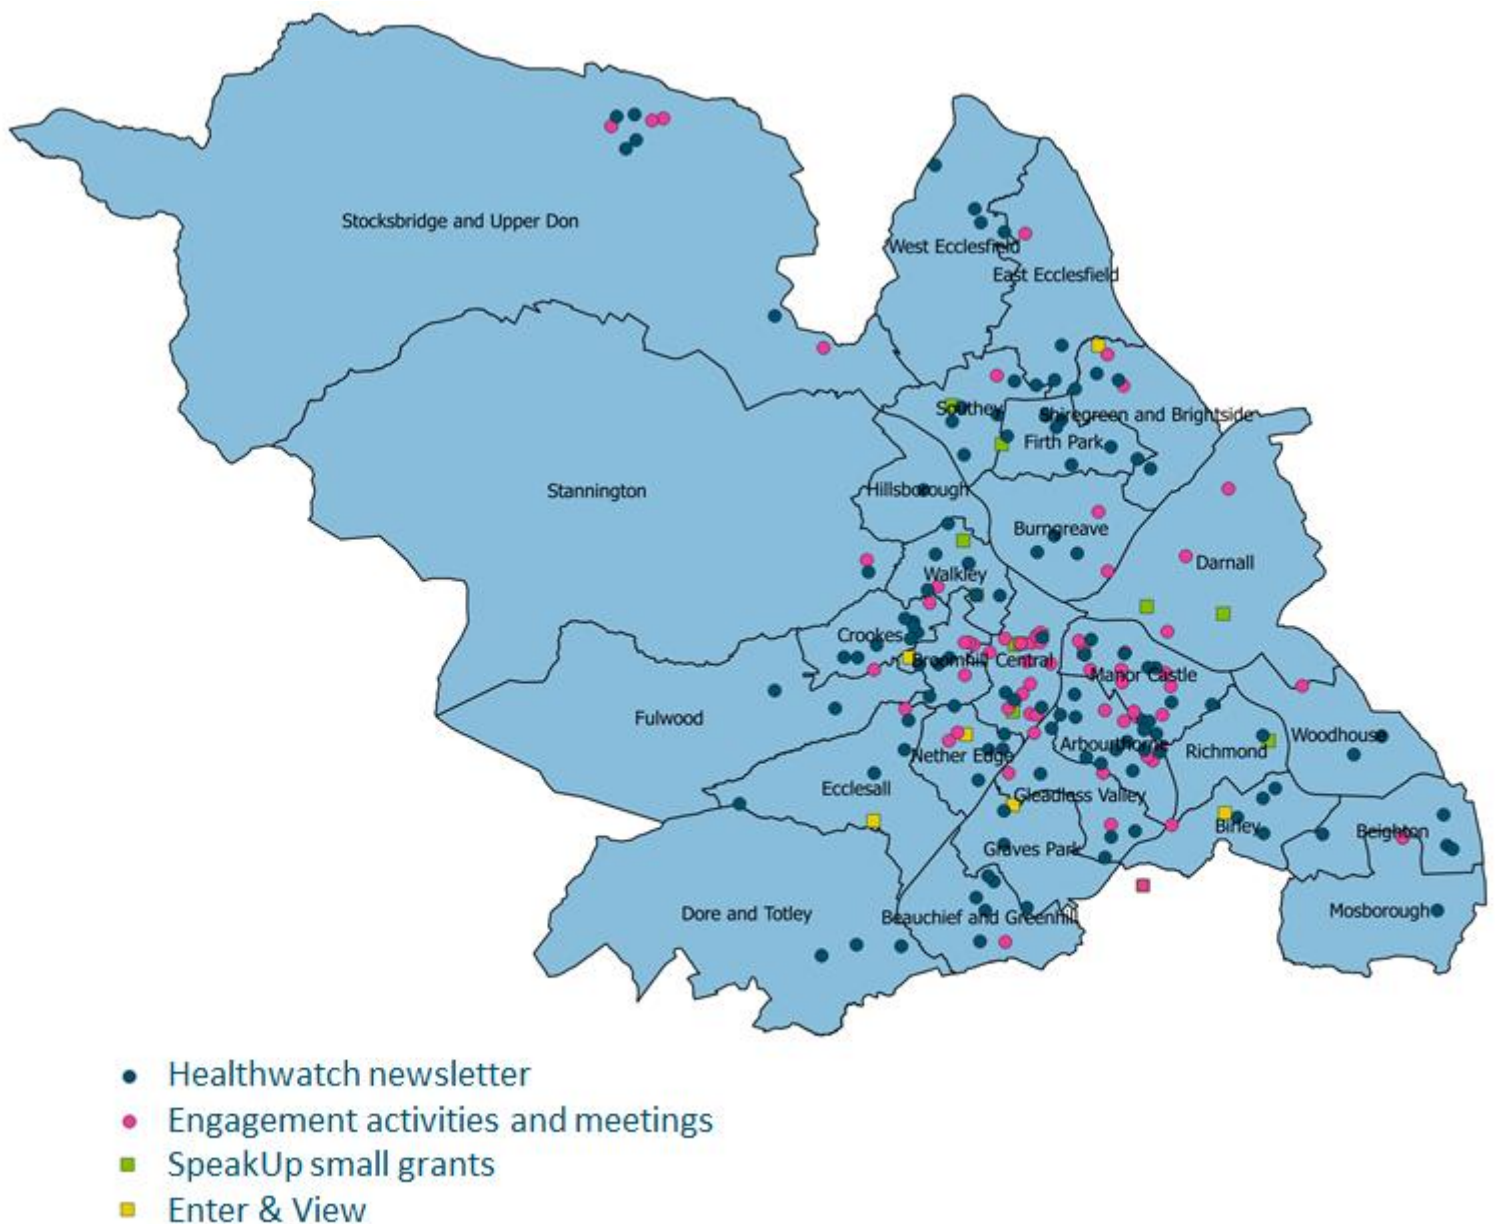 Stocksbridge and Upper Don
West Ecclesfield
East Ecclesfield
Southey
Shiregreen and Brightside
Firth Park
Stannington
Hillsborough
Burngreave
Darnall
Walkley
Crookes
Broomhill Central
Manor Castle
Fulwood
Nether Edge
Arbourthorne
Richmond
Woodhouse
Ecclesall
Gleadless Valley
Birley
Beighton
Graves Park
Dore and Totley
Beauchief and Greenhill
Mosborough
Healthwatch newsletter
Engagement activities and meetings
SpeakUp small grants
Enter & View